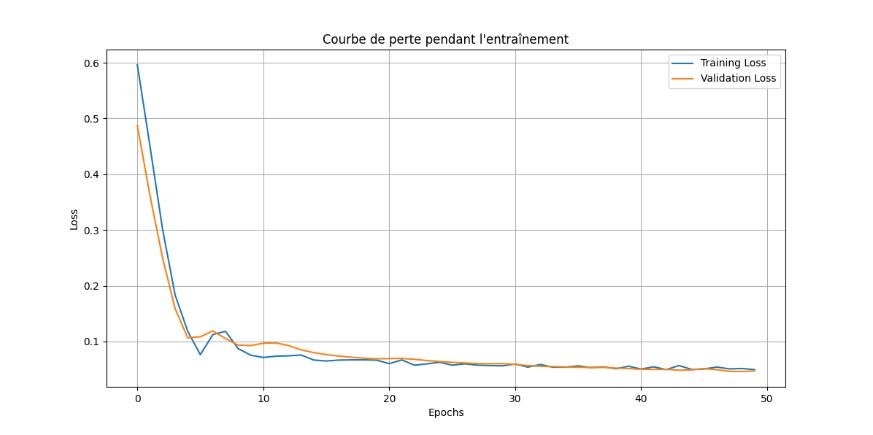 Courbe de perte pendant l'entraînement
Training Loss
Validation Loss
0.6
0.5
0.4
0.3
0.2
0.1
Loss
0 10 20 30 40 50
Epochs